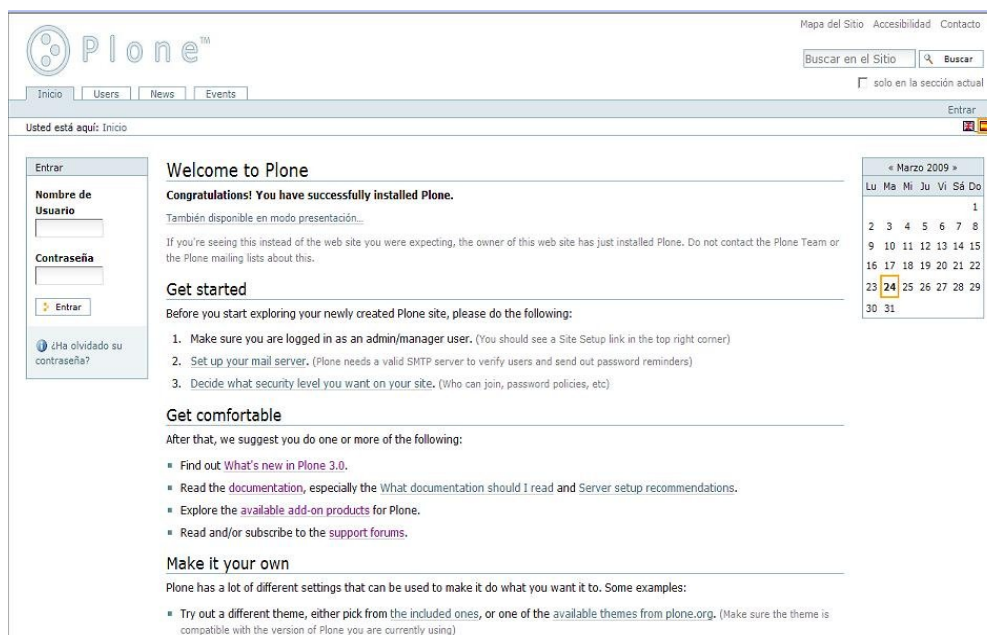 Mapa del Sitio Accesibilidad Contacto
Plone™
Buscar en el Sitio Buscar
solo en la sección actual
Inicio Users News Events
Entrar
Usted está aquí: Inicio
Entrar
Nombre de
Usuario
Contraseña
Entrar
¿Ha olvidado su
contraseña?
Welcome to Plone
Congratulations! You have successfully installed Plone.
También disponible en modo presentación...
If you're seeing this instead of the web site you were expecting, the owner of this web site has just installed Plone. Do not contact the Plone Team or
the Plone mailing lists about this.
Get started
Before you start exploring your newly created Plone site, please do the following:
1. Make sure you are logged in as an admin/manager user. (You should see a Site Setup link in the top right corner)
2. Set up your mail server. (Plone needs a valid SMTP server to verify users and send out password reminders)
3. Decide what security level you want on your site. (Who can join, password policies, etc)
Get comfortable
After that, we suggest you do one or more of the following:
Find out What's new in Plone 3.0.
Read the documentation, especially the What documentation should I read and Server setup recommendations.
Explore the available add-on products for Plone.
Read and/or subscribe to the support forums.
Make it your own
Plone has a lot of different settings that can be used to make it do what you want it to. Some examples:
Try out a different theme, either pick from the included ones, or one of the available themes from plone.org. (Make sure the theme is
compatible with the version of Plone you are currently using)
« Marzo 2009 »
Lu Ma Mi Ju Vi Sá Do
1
2 3 4 5 6 7 8
9 10 11 12 13 14 15
16 17 18 19 20 21 22
23 24 25 26 27 28 29
30 31